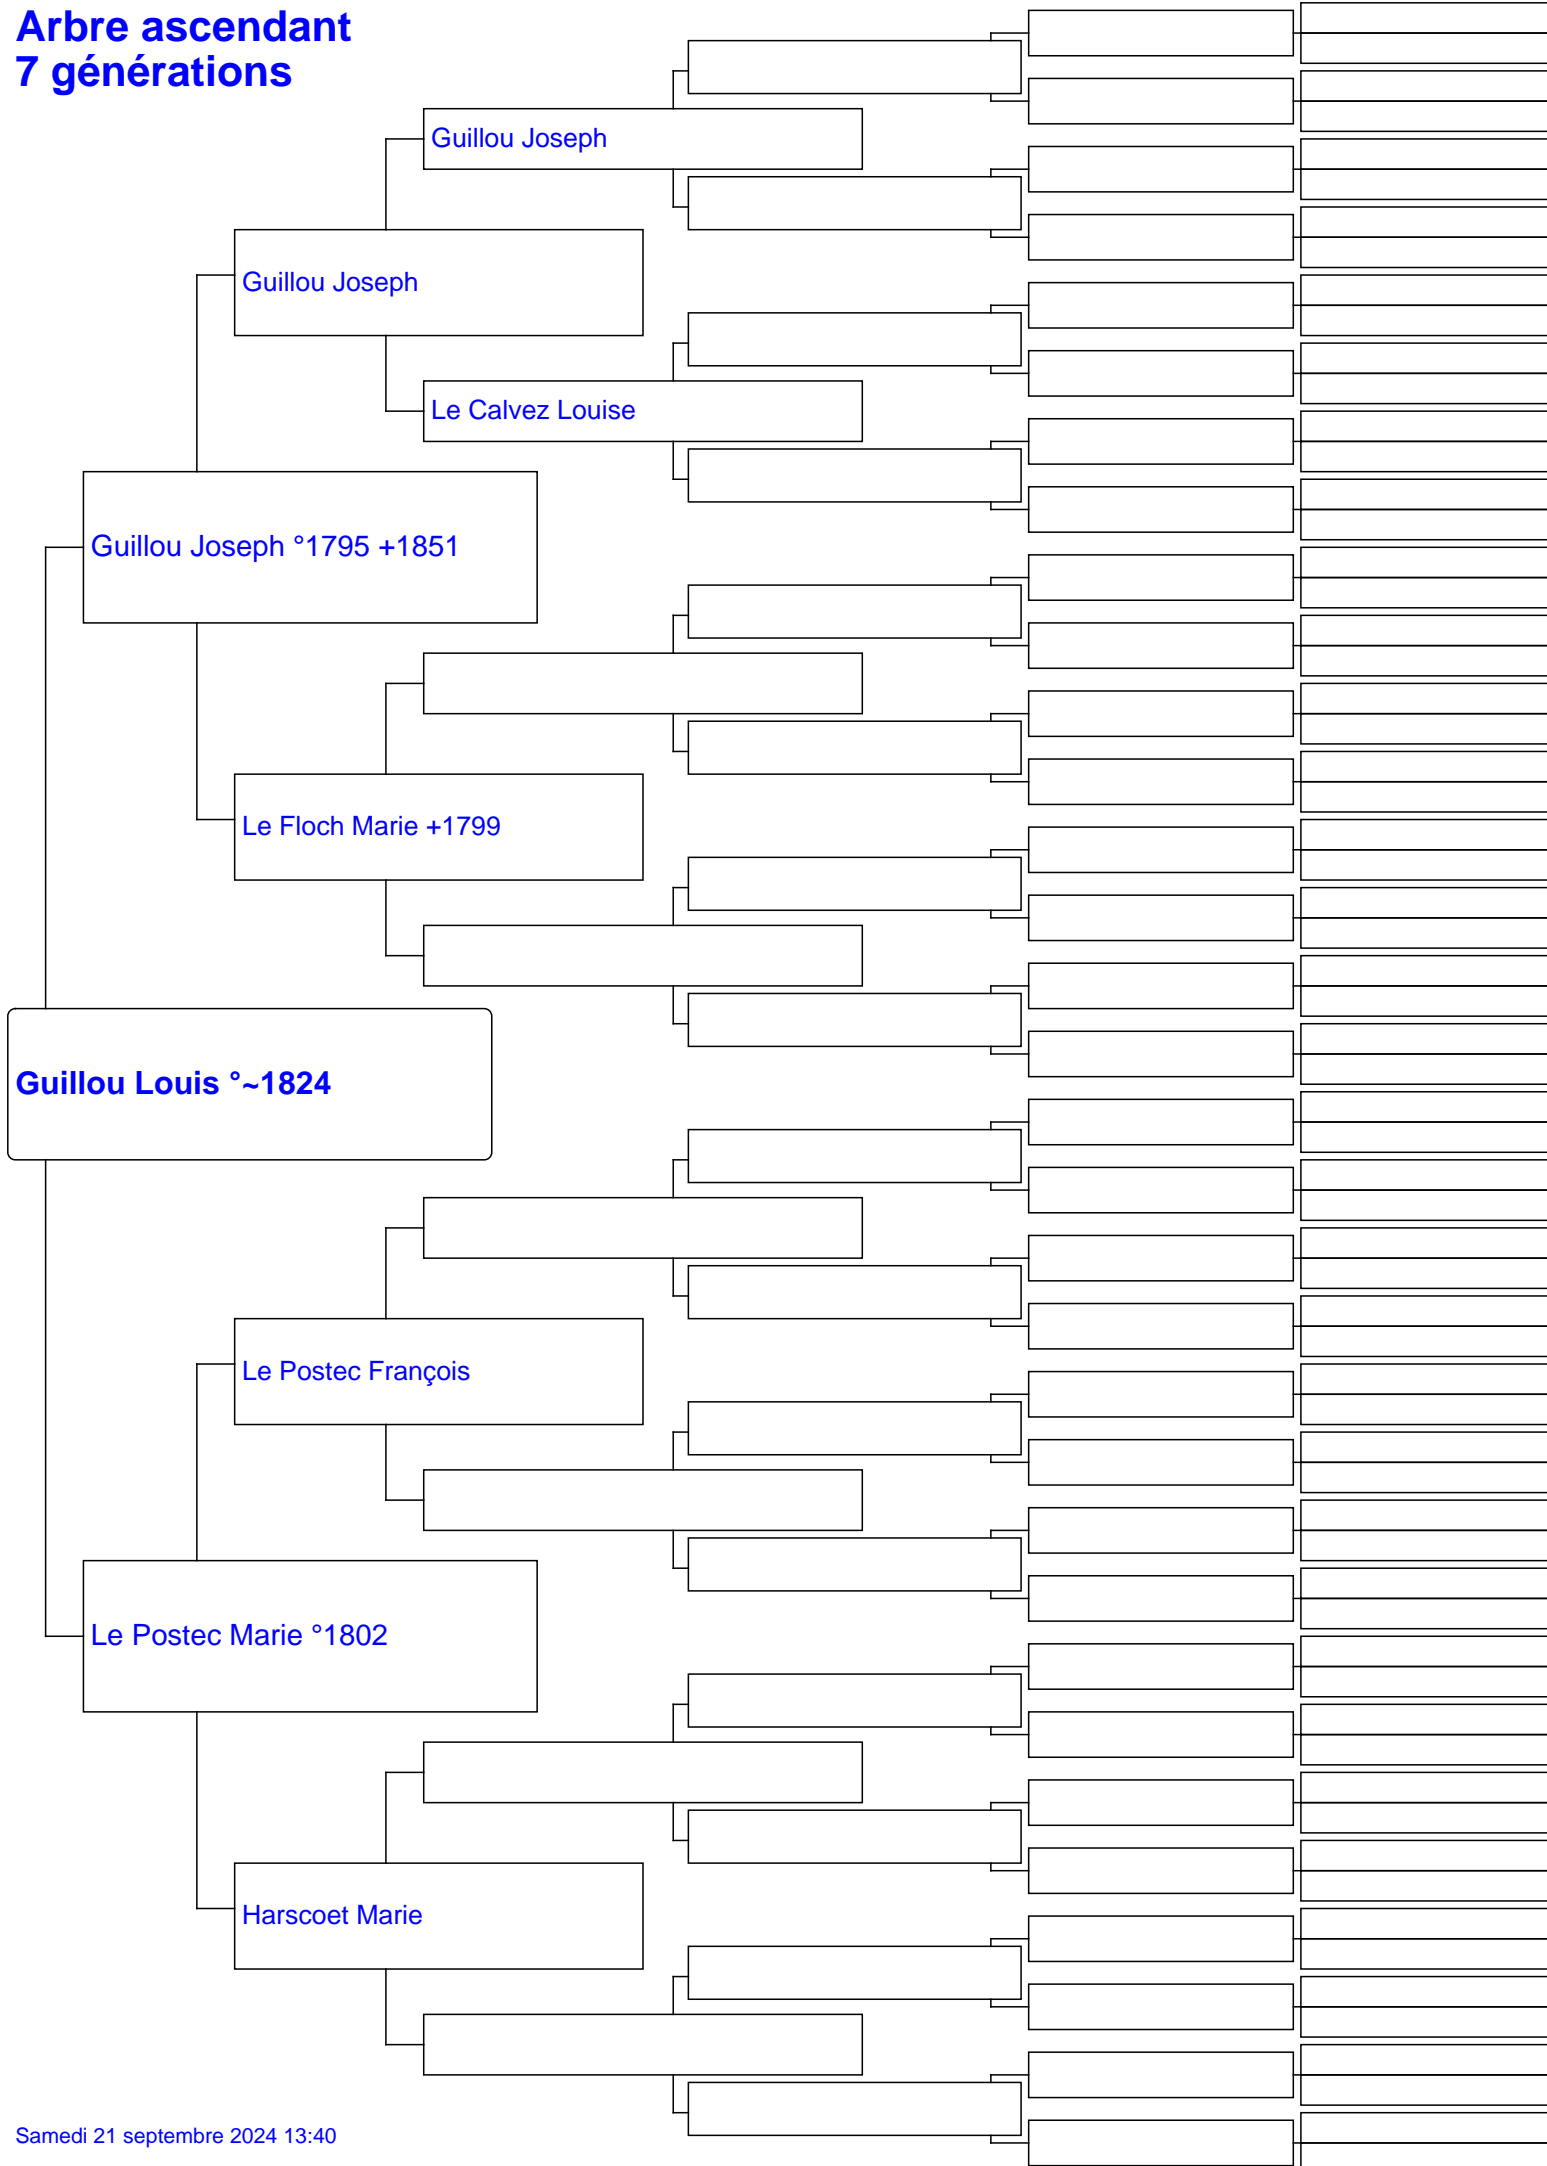 Arbre ascendant
7 générations
Guillou Joseph
Guillou Joseph
Le Calvez Louise
Guillou Joseph °1795 +1851
Le Floch Marie +1799
Guillou Louis °~1824
Le Postec François
Le Postec Marie °1802
Harscoet Marie
Samedi 21 septembre 2024 13:40